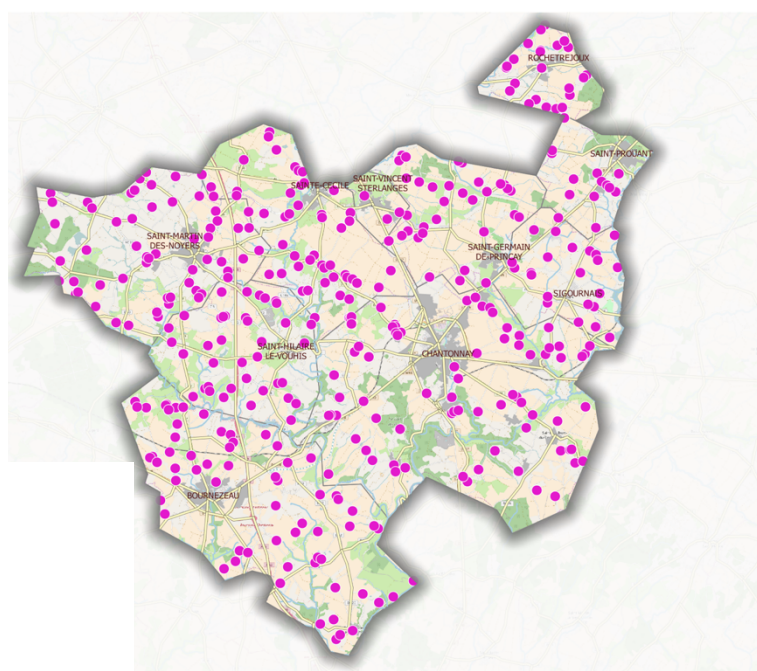 ROCHETREJOUX
SAINT-PROUANT
SAINTE-CECILE
SAINT-VINCENT
STERLANGES
SAINT-MARTIN
DES-NOYERS
SAINT-GERMAIN
DE-PRINCAY
SIGOURNAIS
SAINT-HILAIRE
LE-VOUHIS
CHANTONNAY
BOURNEZEAU